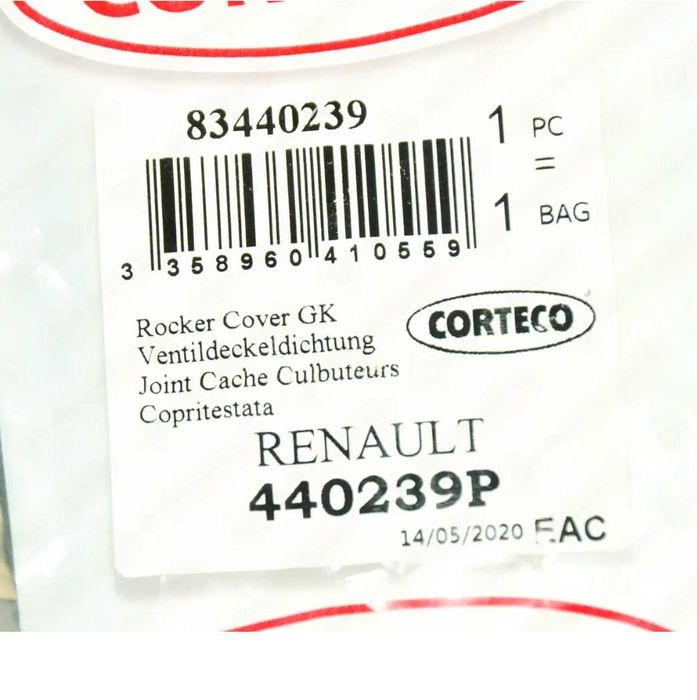 83440239
1 PC
=
1 BAG
3 358960 410559
Rocker Cover GK
Ventildeckeldichtung
Joint Cache Culbuteurs
Copritestata
CORTECO
RENAULT
440239P
14/05/2020 EAC